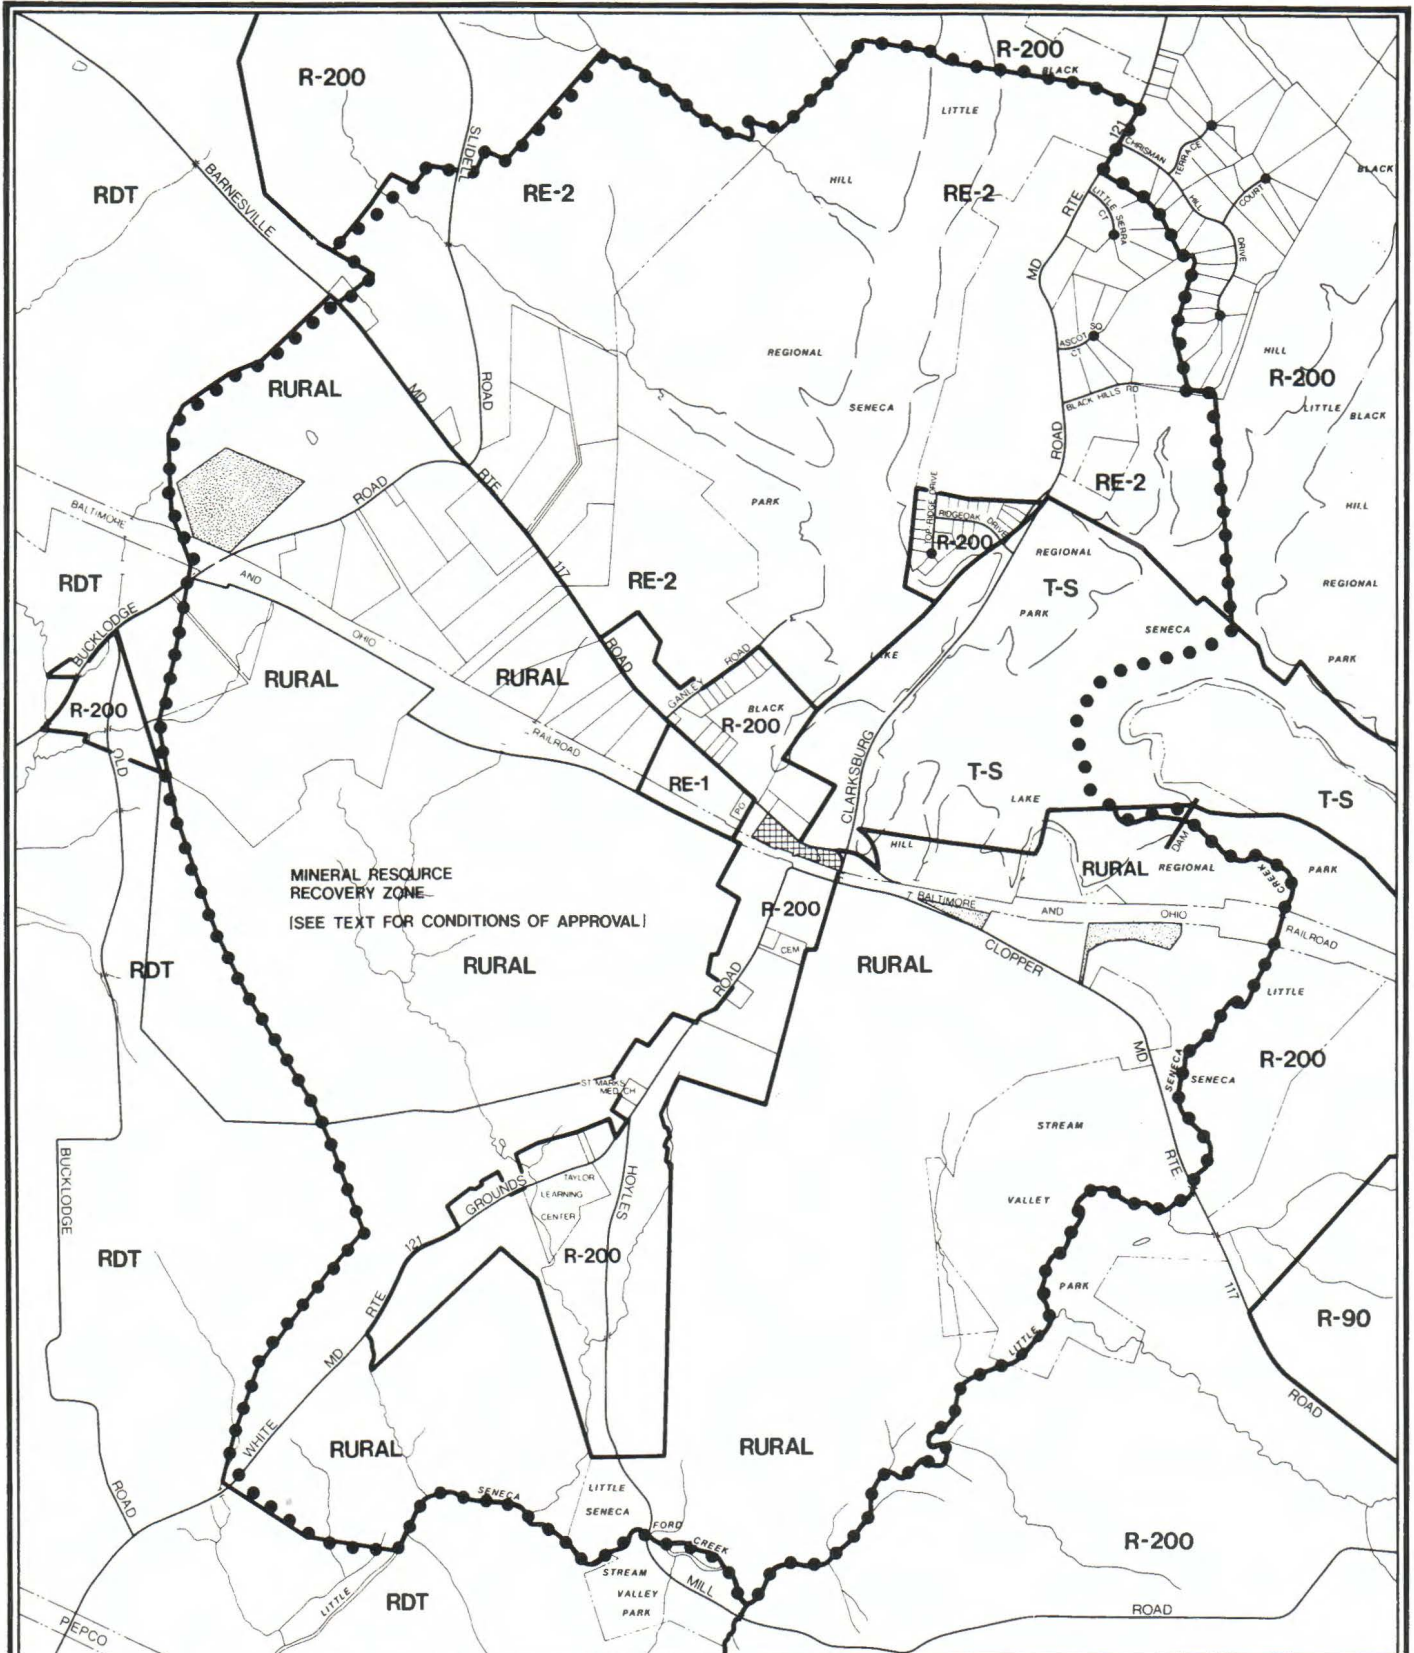 R-200
R-200
BLACK
LITTLE
HILL
SLIDELL
BARNESVILLE
RDT
RE-2
RE-2
121
CHRISMAN
TERRACE
HILL
COURT
DRIVE
BLACK
RTE
LITTLE SIERRA
CT
MD
REGIONAL
ASCOT SQ
CT
HILL
R-200
LITTLE BLACK
RURAL
MD
ROAD
SENECA
BLACK HILLS RD
ROAD
RE-2
HILL
ROAD
RTE
PARK
TOP RIDGE DRIVE
RIDGEOAK DRIVE
R-200
BALTIMORE
AND
OHIO
RAILROAD
REGIONAL
T-S
PARK
REGIONAL
RDT
117
RE-2
BUCKLODGE
ROAD
SENECA
LAKE
PARK
RURAL
RURAL
GANLEY ROAD
BLACK
R-200
R-200
OLD
RE-1
PO
CLARKSBURG
T-S
LAKE
T-S
HILL
DAM
RURAL
REGIONAL
PARK
CREEK
MINERAL RESOURCE
RECOVERY ZONE
(SEE TEXT FOR CONDITIONS OF APPROVAL)
R-200
BALTIMORE
AND
OHIO
RAILROAD
CEM
CLOPPER
RDT
RURAL
ROAD
RURAL
LITTLE
MD
SENECA
SENECA
R-200
ST MARKS
MED CH
STREAM
RTE
BUCKLODGE
TAYLOR
LEARNING
CENTER
GROUNDS
HOYLES
VALLEY
121
R-200
RDT
PARK
117
RTE
LITTLE
R-90
MD
ROAD
WHITE
RURAL
RURAL
ROAD
SENECA
LITTLE
SENECA
FORD
CREEK
R-200
STREAM
VALLEY
PARK
MILL
ROAD
LITTLE
RDT
PEPCO